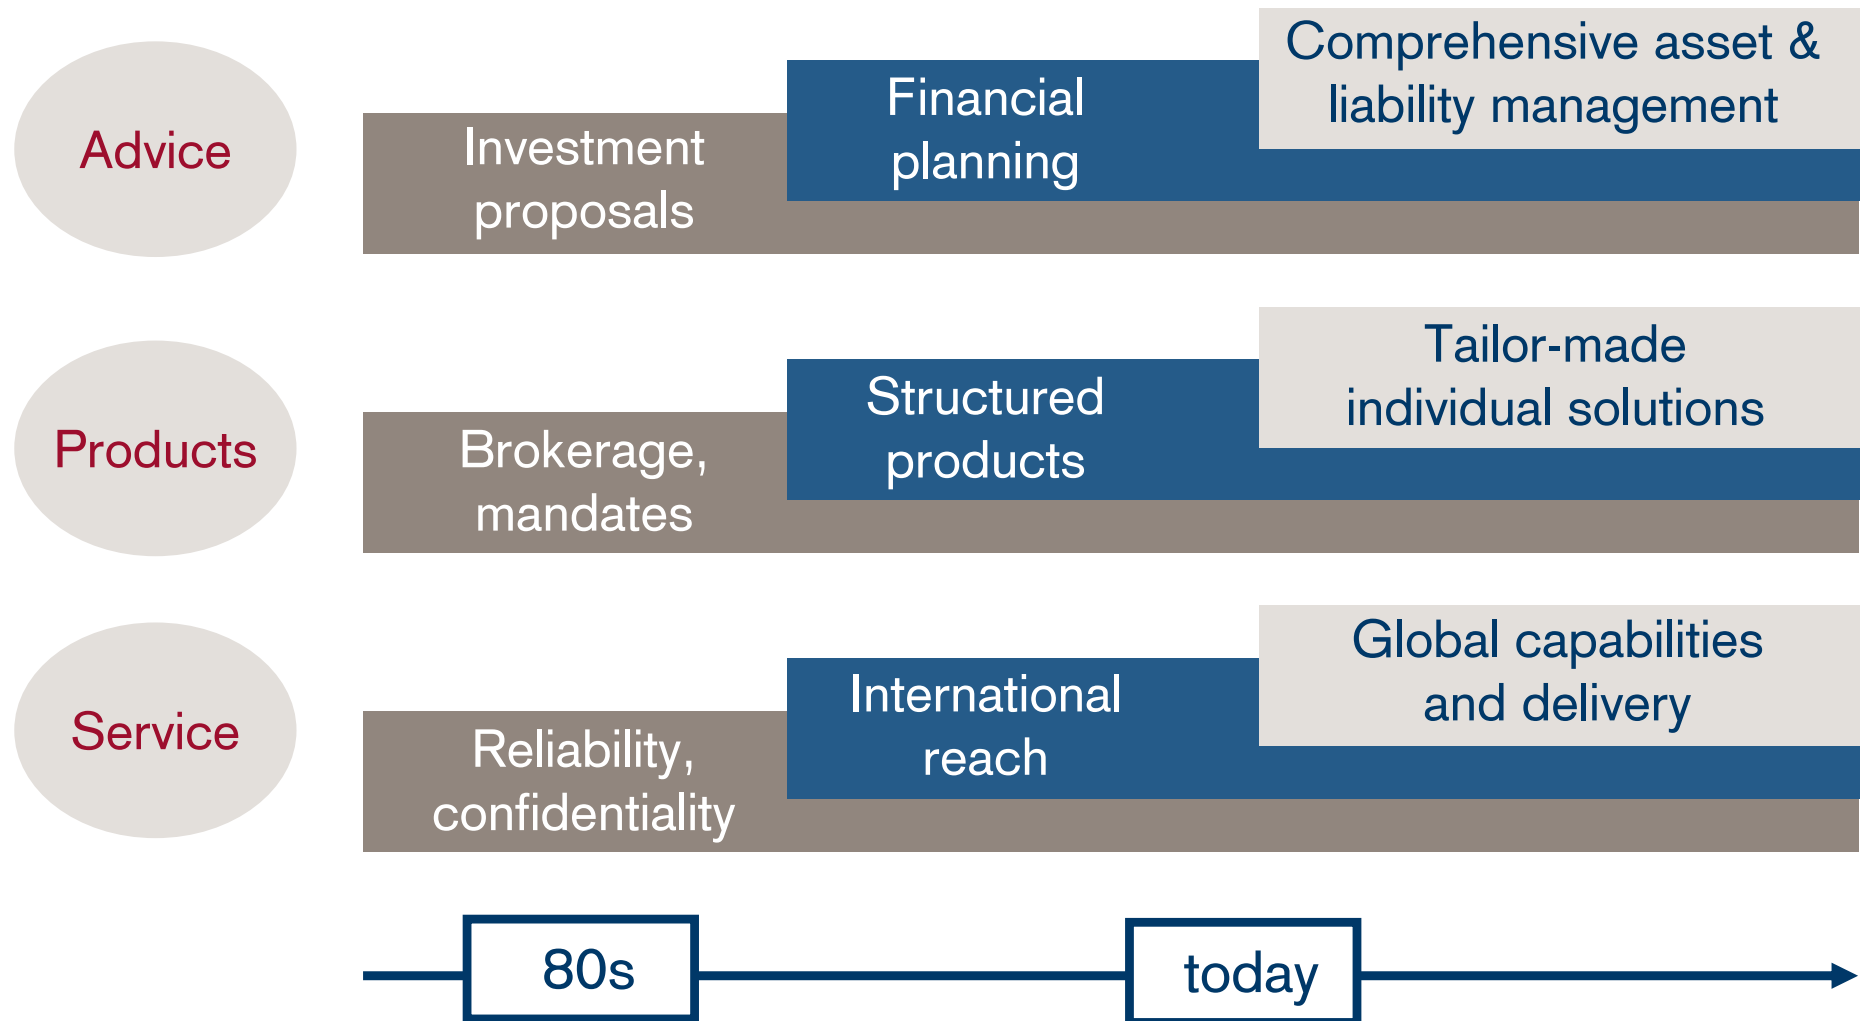 Advice
Investment
proposals
Financial
planning
Comprehensive asset &
liability management
Products
Brokerage,
mandates
Structured
products
Tailor-made
individual solutions
Service
Reliability,
confidentiality
International
reach
Global capabilities
and delivery
80s
today